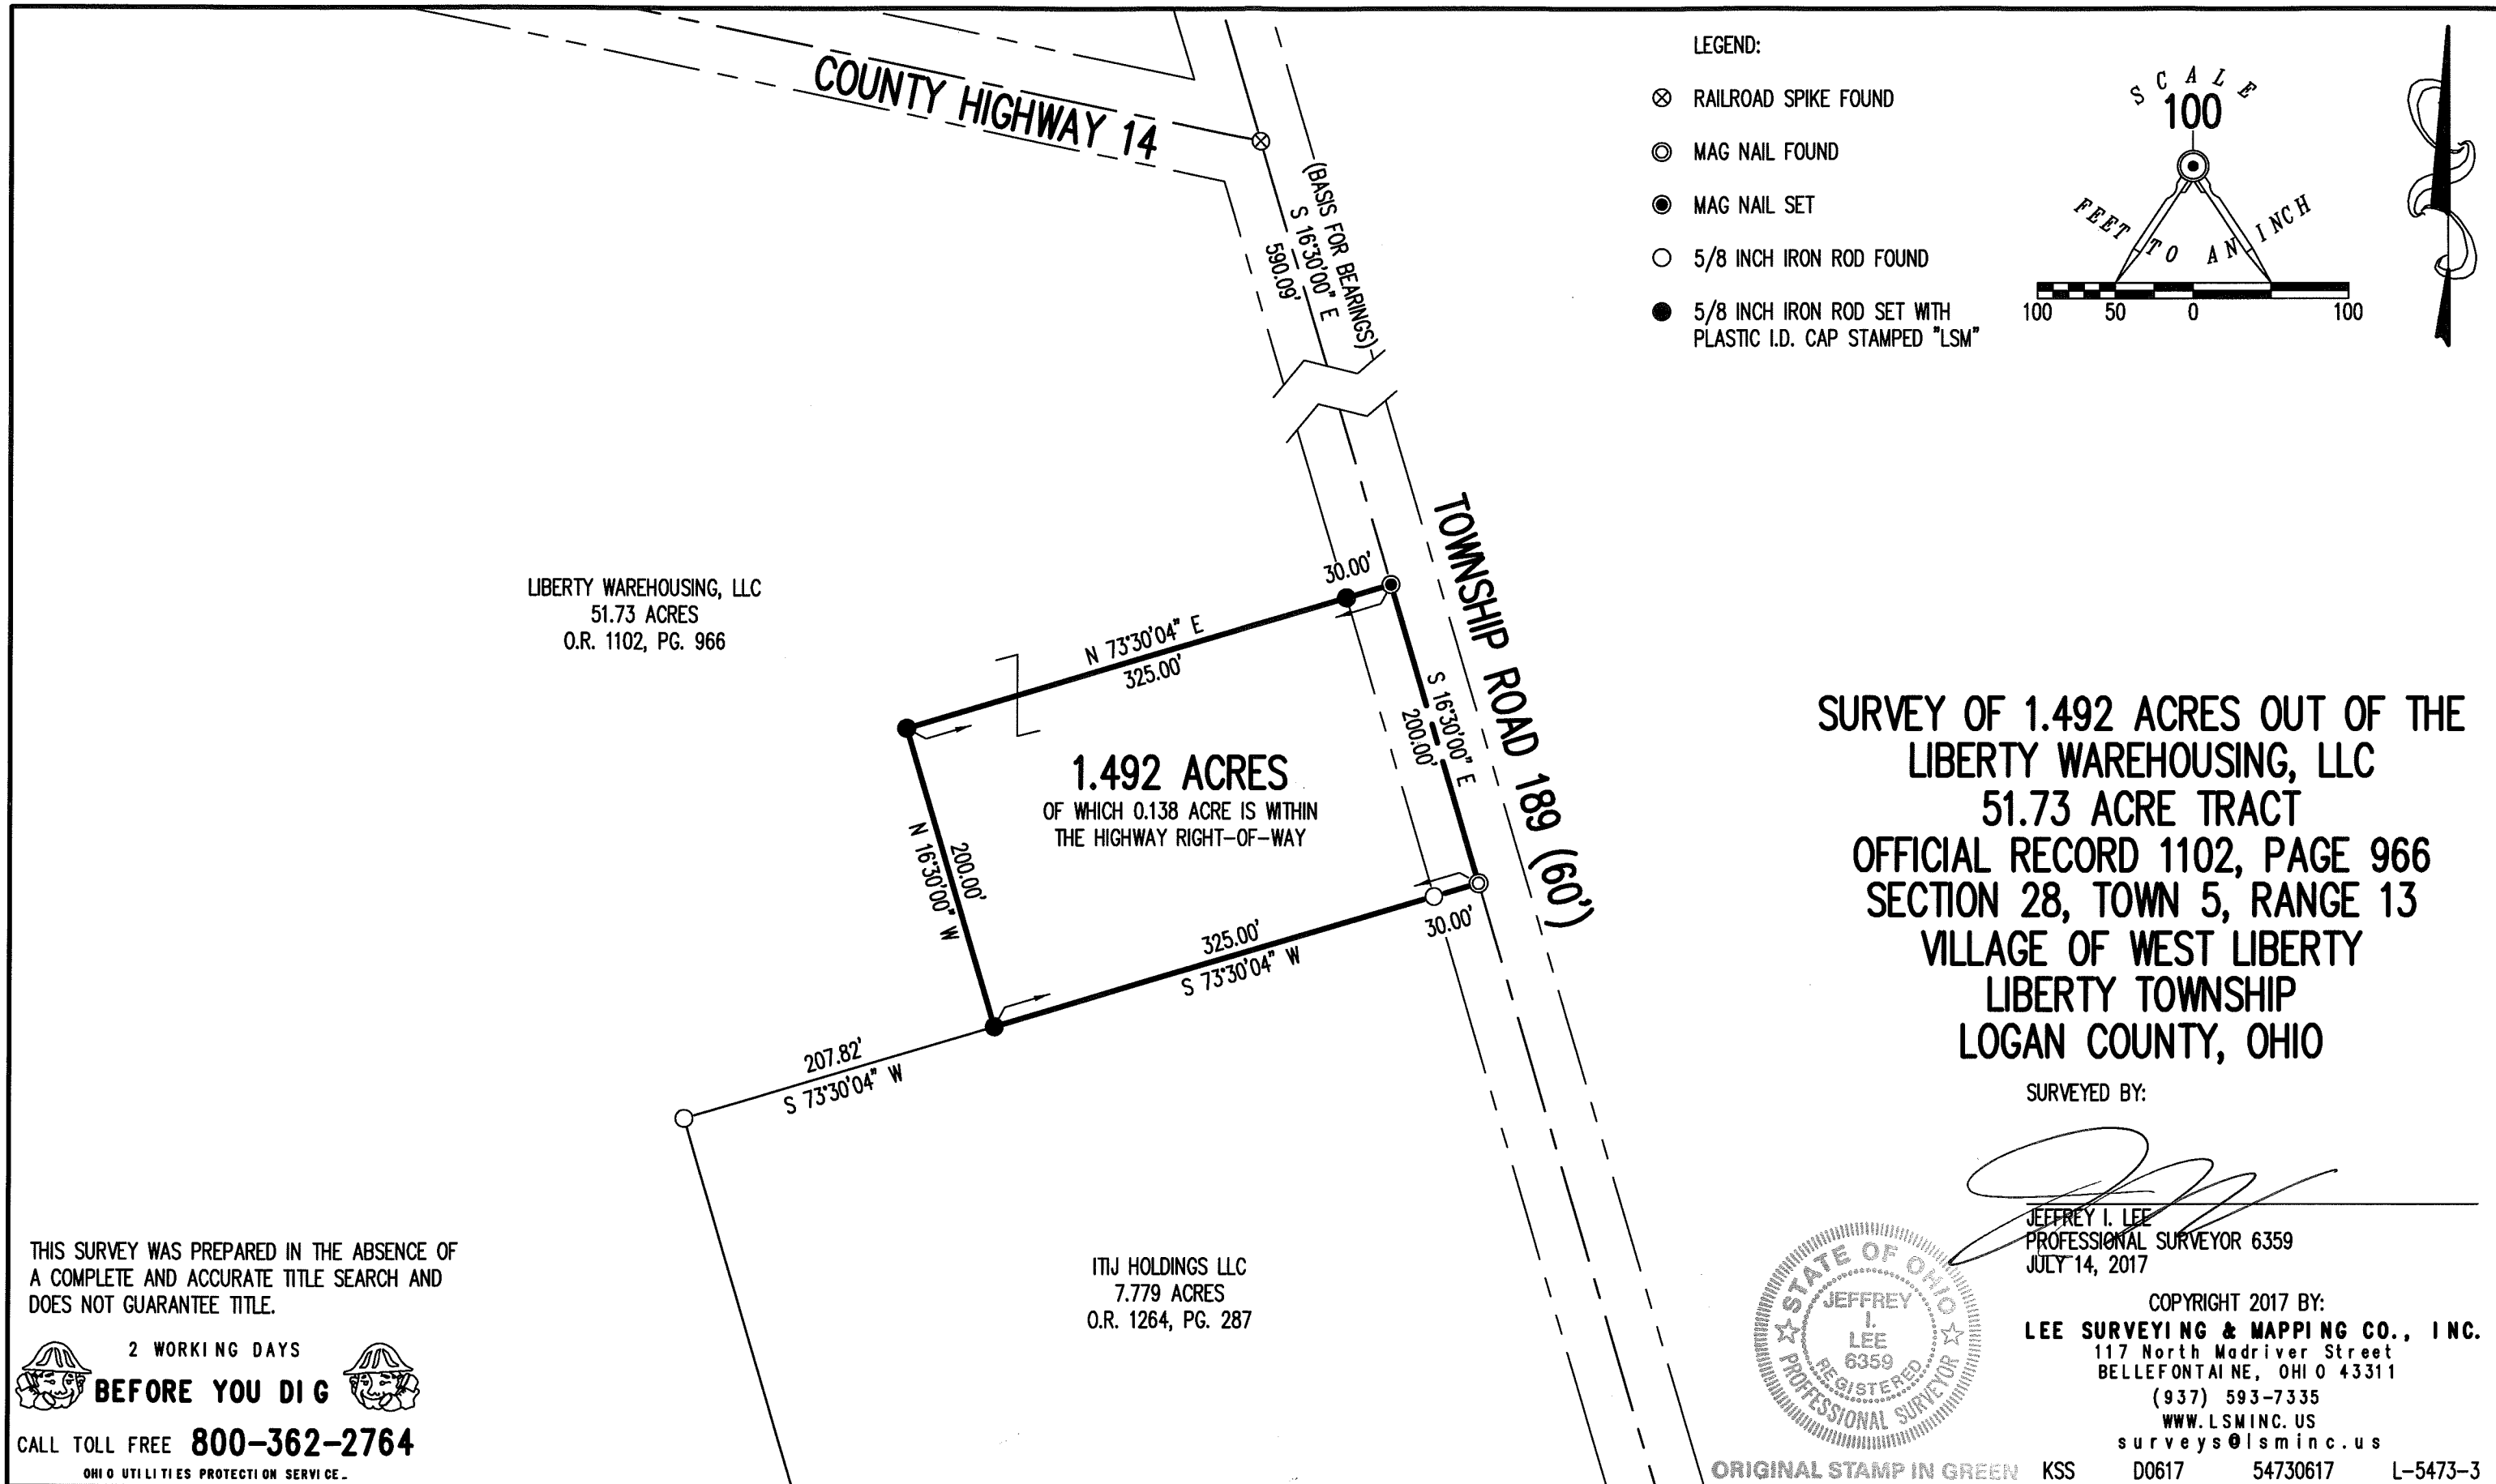 COUNTY HIGHWAY 14
(BASIS FOR BEARINGS)
S 16°30'00" E
590.09'
LEGEND:
RAILROAD SPIKE FOUND
MAG NAIL FOUND
MAG NAIL SET
5/8 INCH IRON ROD FOUND
5/8 INCH IRON ROD SET WITH
PLASTIC I.D. CAP STAMPED "LSM"
SCALE
100
FEET TO AN INCH
100 50 0 100
LIBERTY WAREHOUSING, LLC
51.73 ACRES
O.R. 1102, PG. 966
30.00'
N 73°30'04" E
325.00'
TOWNSHIP ROAD 189 (60')
S 16°30'00" E
200.00'
1.492 ACRES
OF WHICH 0.138 ACRE IS WITHIN
THE HIGHWAY RIGHT-OF-WAY
200.00'
N 16°30'00" W
30.00'
325.00'
S 73°30'04" W
207.82'
S 73°30'04" W
ITIJ HOLDINGS LLC
7.779 ACRES
O.R. 1264, PG. 287
SURVEY OF 1.492 ACRES OUT OF THE
LIBERTY WAREHOUSING, LLC
51.73 ACRE TRACT
OFFICIAL RECORD 1102, PAGE 966
SECTION 28, TOWN 5, RANGE 13
VILLAGE OF WEST LIBERTY
LIBERTY TOWNSHIP
LOGAN COUNTY, OHIO
SURVEYED BY:
JEFFREY I. LEE
PROFESSIONAL SURVEYOR 6359
JULY 14, 2017
STATE OF OHIO
JEFFREY
I.
LEE
6359
REGISTERED
PROFESSIONAL SURVEYOR
ORIGINAL STAMP IN GREEN
COPYRIGHT 2017 BY:
LEE SURVEYING & MAPPING CO., INC.
117 North Madriver Street
BELLEFONTAINE, OHIO 43311
(937) 593-7335
WWW.LSMINC.US
surveys@lsminc.us
KSS D0617 54730617 L-5473-3
THIS SURVEY WAS PREPARED IN THE ABSENCE OF
A COMPLETE AND ACCURATE TITLE SEARCH AND
DOES NOT GUARANTEE TITLE.
2 WORKING DAYS
BEFORE YOU DIG
CALL TOLL FREE 800-362-2764
OHIO UTILITIES PROTECTION SERVICE.